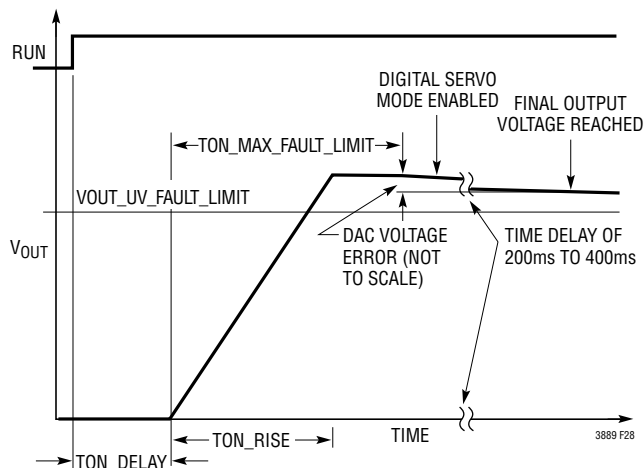 RUN
DIGITAL SERVO
MODE ENABLED
FINAL OUTPUT
VOLTAGE REACHED
TON_MAX_FAULT_LIMIT
VOUT_UV_FAULT_LIMIT
VOUT
DAC VOLTAGE
ERROR (NOT
TO SCALE)
TIME DELAY OF
200ms TO 400ms
TON_RISE
TIME
3889 F28
TON_DELAY